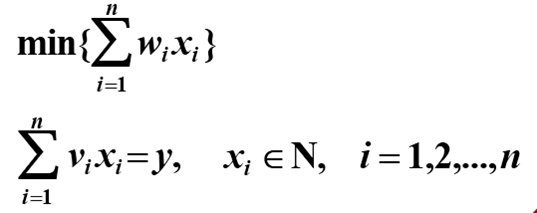 min{∑_{i=1}^{n} w_i x_i}
∑_{i=1}^{n} v_i x_i = y, x_i ∈ N, i = 1,2,...,n